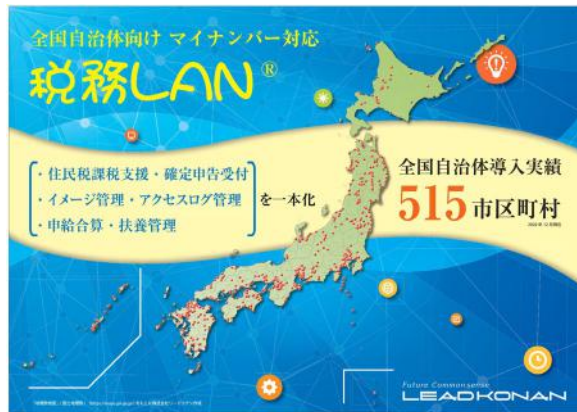 全国自治体向け マイナンバー対応
税務LAN®
・住民税課税支援・確定申告受付
・イメージ管理・アクセスログ管理
・申給合算・扶養管理
を一本化
全国自治体導入実績
515市区町村
Future Commonsense
LEADKONAN